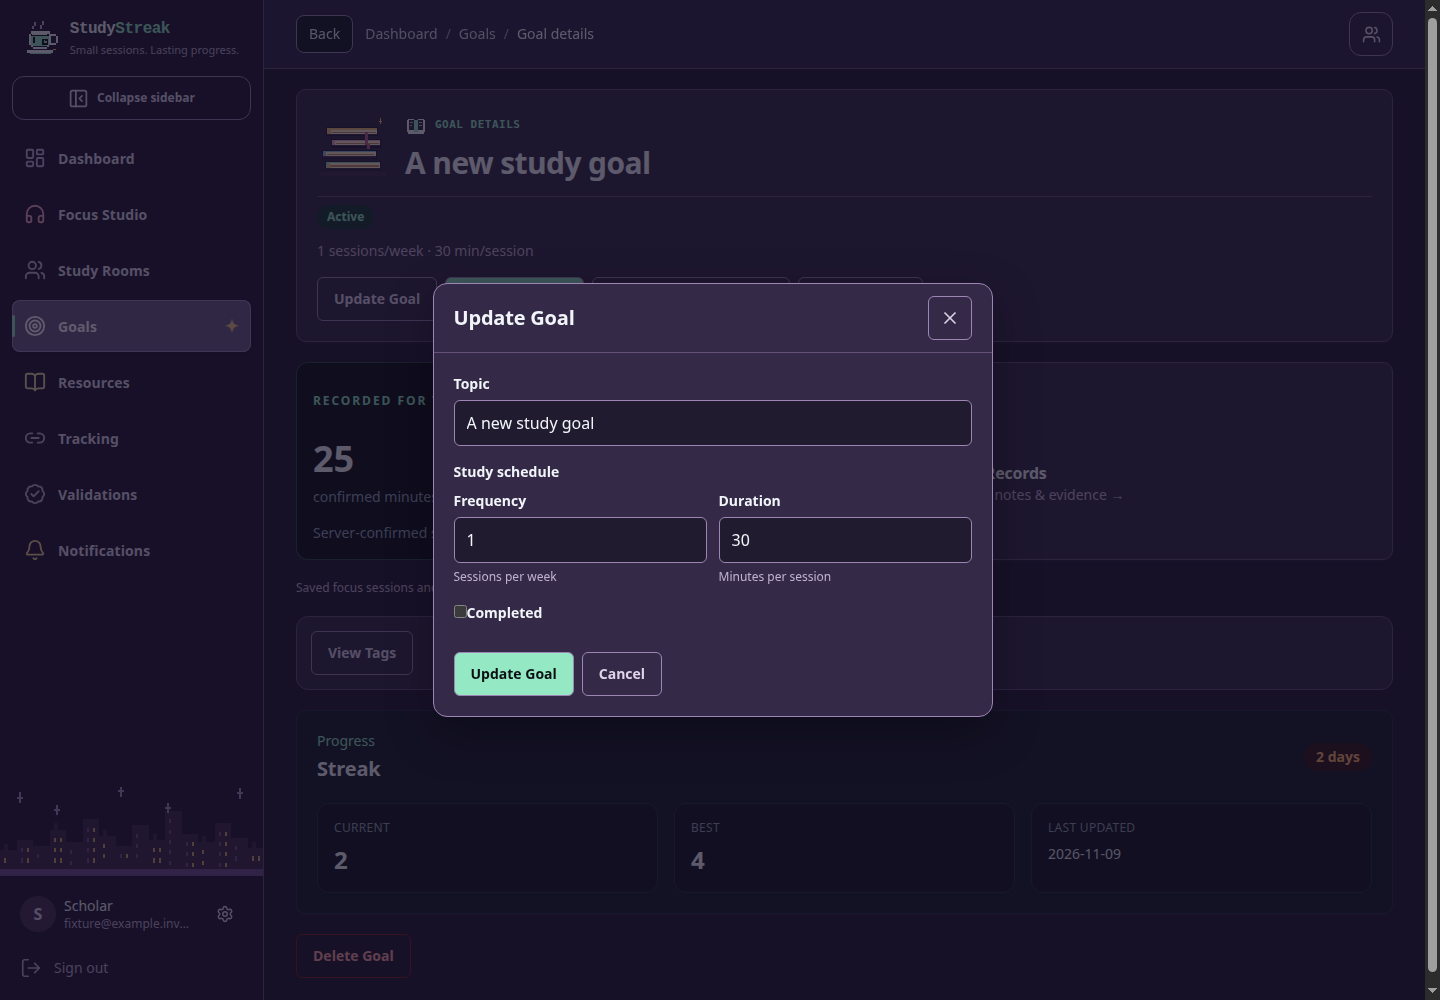 StudyStreak
Small sessions. Lasting progress.
Collapse sidebar
Dashboard
Focus Studio
Study Rooms
Goals
Resources
Tracking
Validations
Notifications
S
Scholar
fixture@example.inv...
Sign out
Back
Dashboard / Goals / Goal details
GOAL DETAILS
A new study goal
Active
1 sessions/week · 30 min/session
Update Goal
Update Goal
Topic
A new study goal
Study schedule
Frequency
Duration
1
30
Sessions per week
Minutes per session
Completed
Update Goal
Cancel
RECORDED FOR
25
confirmed minutes
Server-confirmed
Records
notes & evidence →
Saved focus sessions and
View Tags
Progress
Streak
2 days
CURRENT
2
BEST
4
LAST UPDATED
2026-11-09
Delete Goal